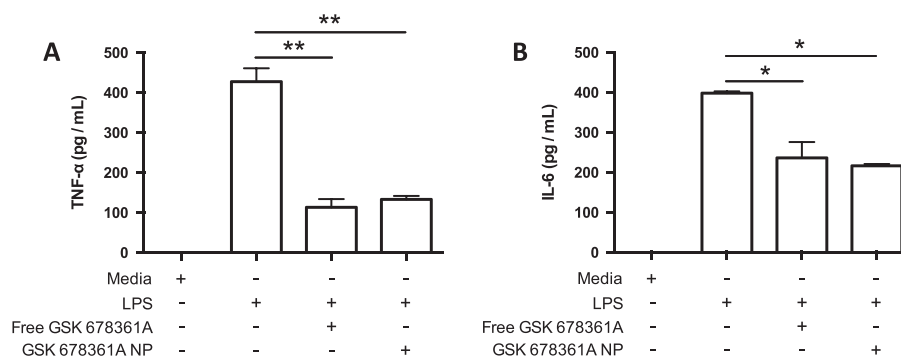 A
TNF-α (pg / mL)
500
400
300
200
100
0
**
**
Media + - - -
LPS - + + +
Free GSK 678361A - - + -
GSK 678361A NP - - - +
B
IL-6 (pg / mL)
500
400
300
200
100
0
*
*
Media + - - -
LPS - + + +
Free GSK 678361A - - + -
GSK 678361A NP - - - +